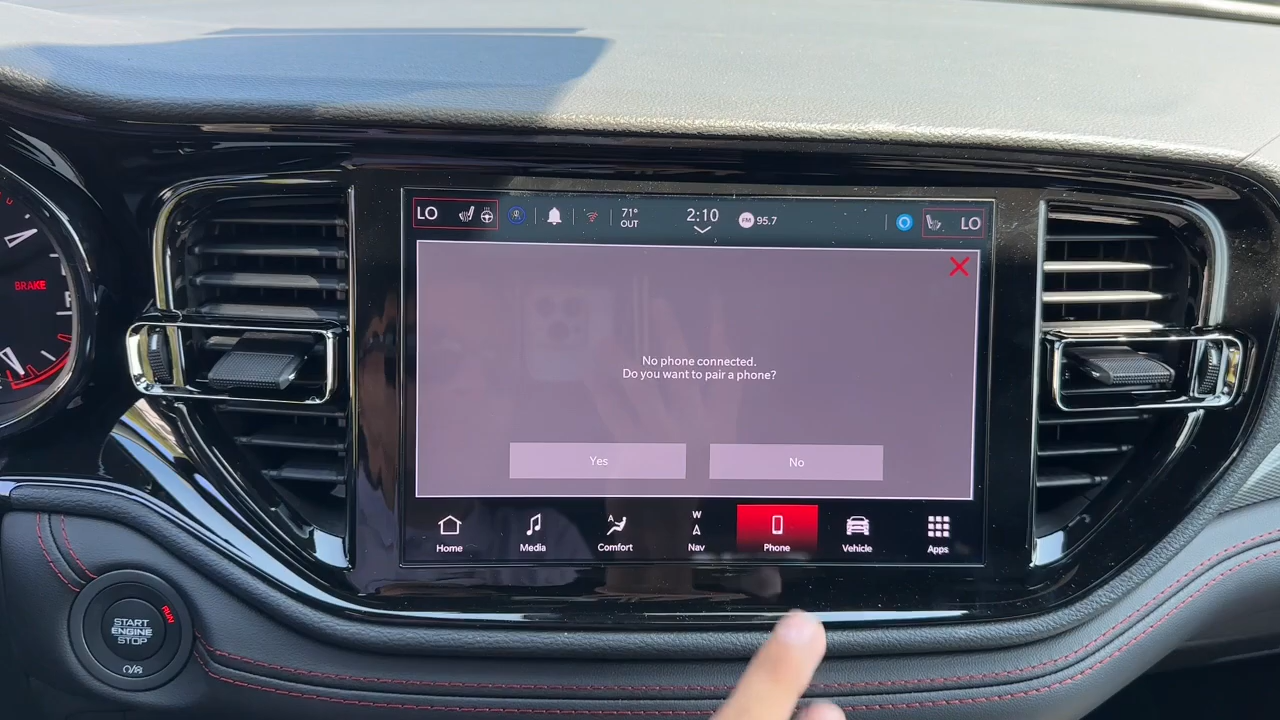 LO
71°
OUT
2:10
FM 95.7
LO
BRAKE
No phone connected.
Do you want to pair a phone?
Yes
No
W
A
Home
Media
Comfort
Nav
Phone
Vehicle
Apps
START
ENGINE
STOP
RUN